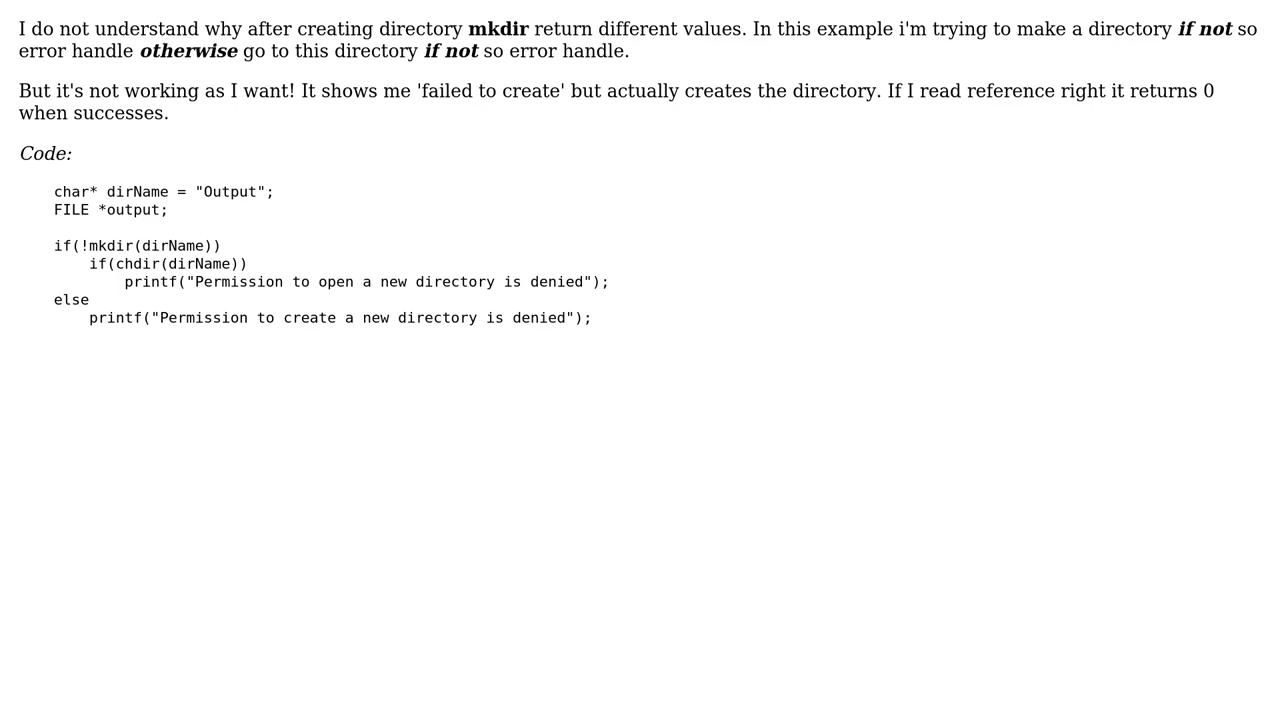 I do not understand why after creating directory mkdir return different values. In this example i'm trying to make a directory if not so
error handle otherwise go to this directory if not so error handle.
But it's not working as I want! It shows me 'failed to create' but actually creates the directory. If I read reference right it returns 0
when successes.
Code:
char* dirName = "Output";
FILE *output;
if(!mkdir(dirName))
    if(chdir(dirName))
        printf("Permission to open a new directory is denied");
else
    printf("Permission to create a new directory is denied");